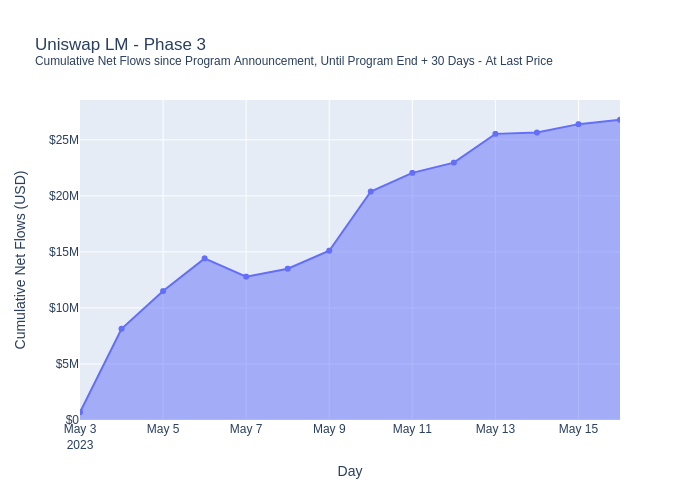 Uniswap LM - Phase 3
Cumulative Net Flows since Program Announcement, Until Program End + 30 Days - At Last Price
Cumulative Net Flows (USD)
$25M
$20M
$15M
$10M
$5M
$0
May 3 May 5 May 7 May 9 May 11 May 13 May 15
2023
Day